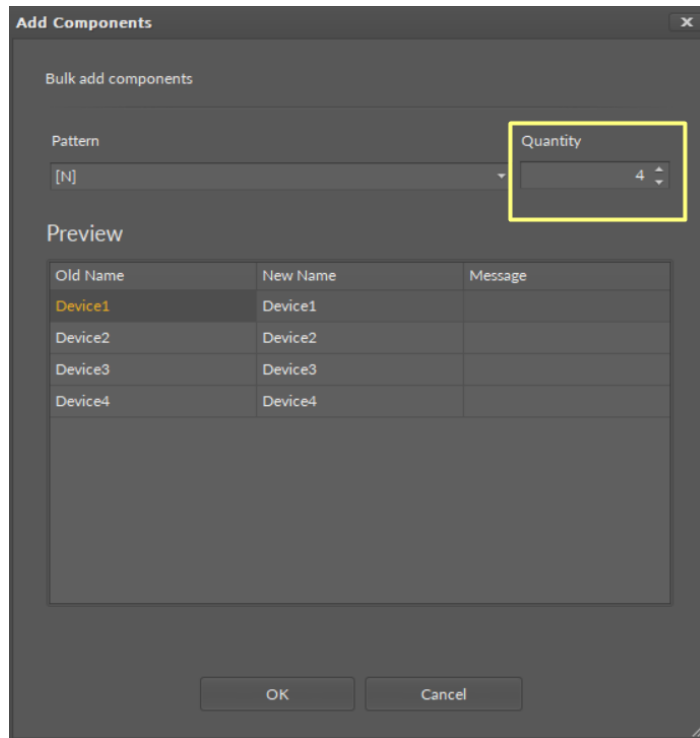 Add Components
Bulk add components
Pattern Quantity
[N] 4
Preview
Old Name New Name Message
Device1 Device1
Device2 Device2
Device3 Device3
Device4 Device4
OK Cancel